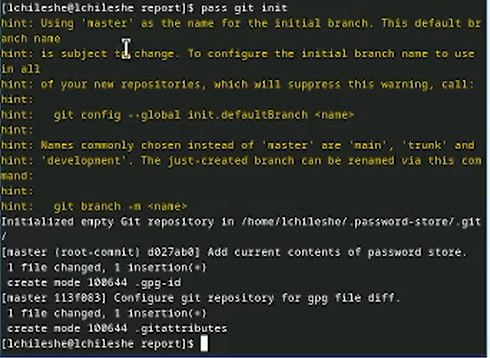 [lchileshe@lchileshe report]$ pass git init
hint: Using 'master' as the name for the initial branch. This default br
anch name
hint: is subject to change. To configure the initial branch name to use
in all
hint: of your new repositories, which will suppress this warning, call:
hint:
hint:   git config --global init.defaultBranch <name>
hint:
hint: Names commonly chosen instead of 'master' are 'main', 'trunk' and
hint: 'development'. The just-created branch can be renamed via this com
mand:
hint:
hint:   git branch -m <name>
Initialized empty Git repository in /home/lchileshe/.password-store/.git
/
[master (root-commit) d027ab0] Add current contents of password store.
 1 file changed, 1 insertion(+)
 create mode 100644 .gpg-id
[master 113f083] Configure git repository for gpg file diff.
 1 file changed, 1 insertion(+)
 create mode 100644 .gitattributes
[lchileshe@lchileshe report]$